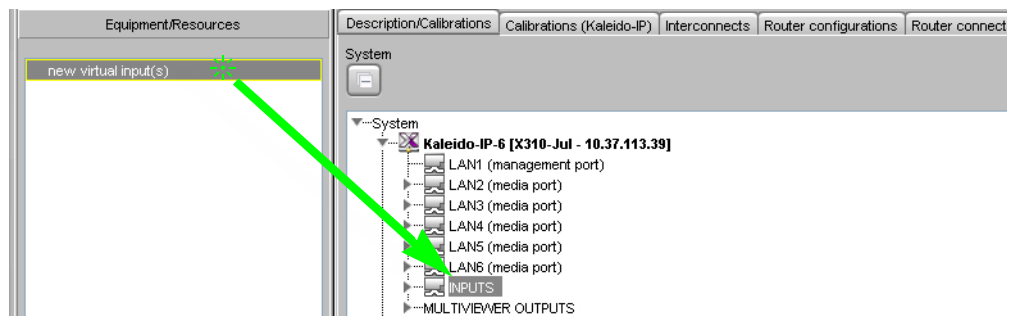 Equipment/Resources
Description/Calibrations Calibrations (Kaleido-IP) Interconnects Router configurations Router connect
System
new virtual input(s)
System
Kaleido-IP-6 [X310-Jul - 10.37.113.39]
LAN1 (management port)
LAN2 (media port)
LAN3 (media port)
LAN4 (media port)
LAN5 (media port)
LAN6 (media port)
INPUTS
MULTIVIEWER OUTPUTS